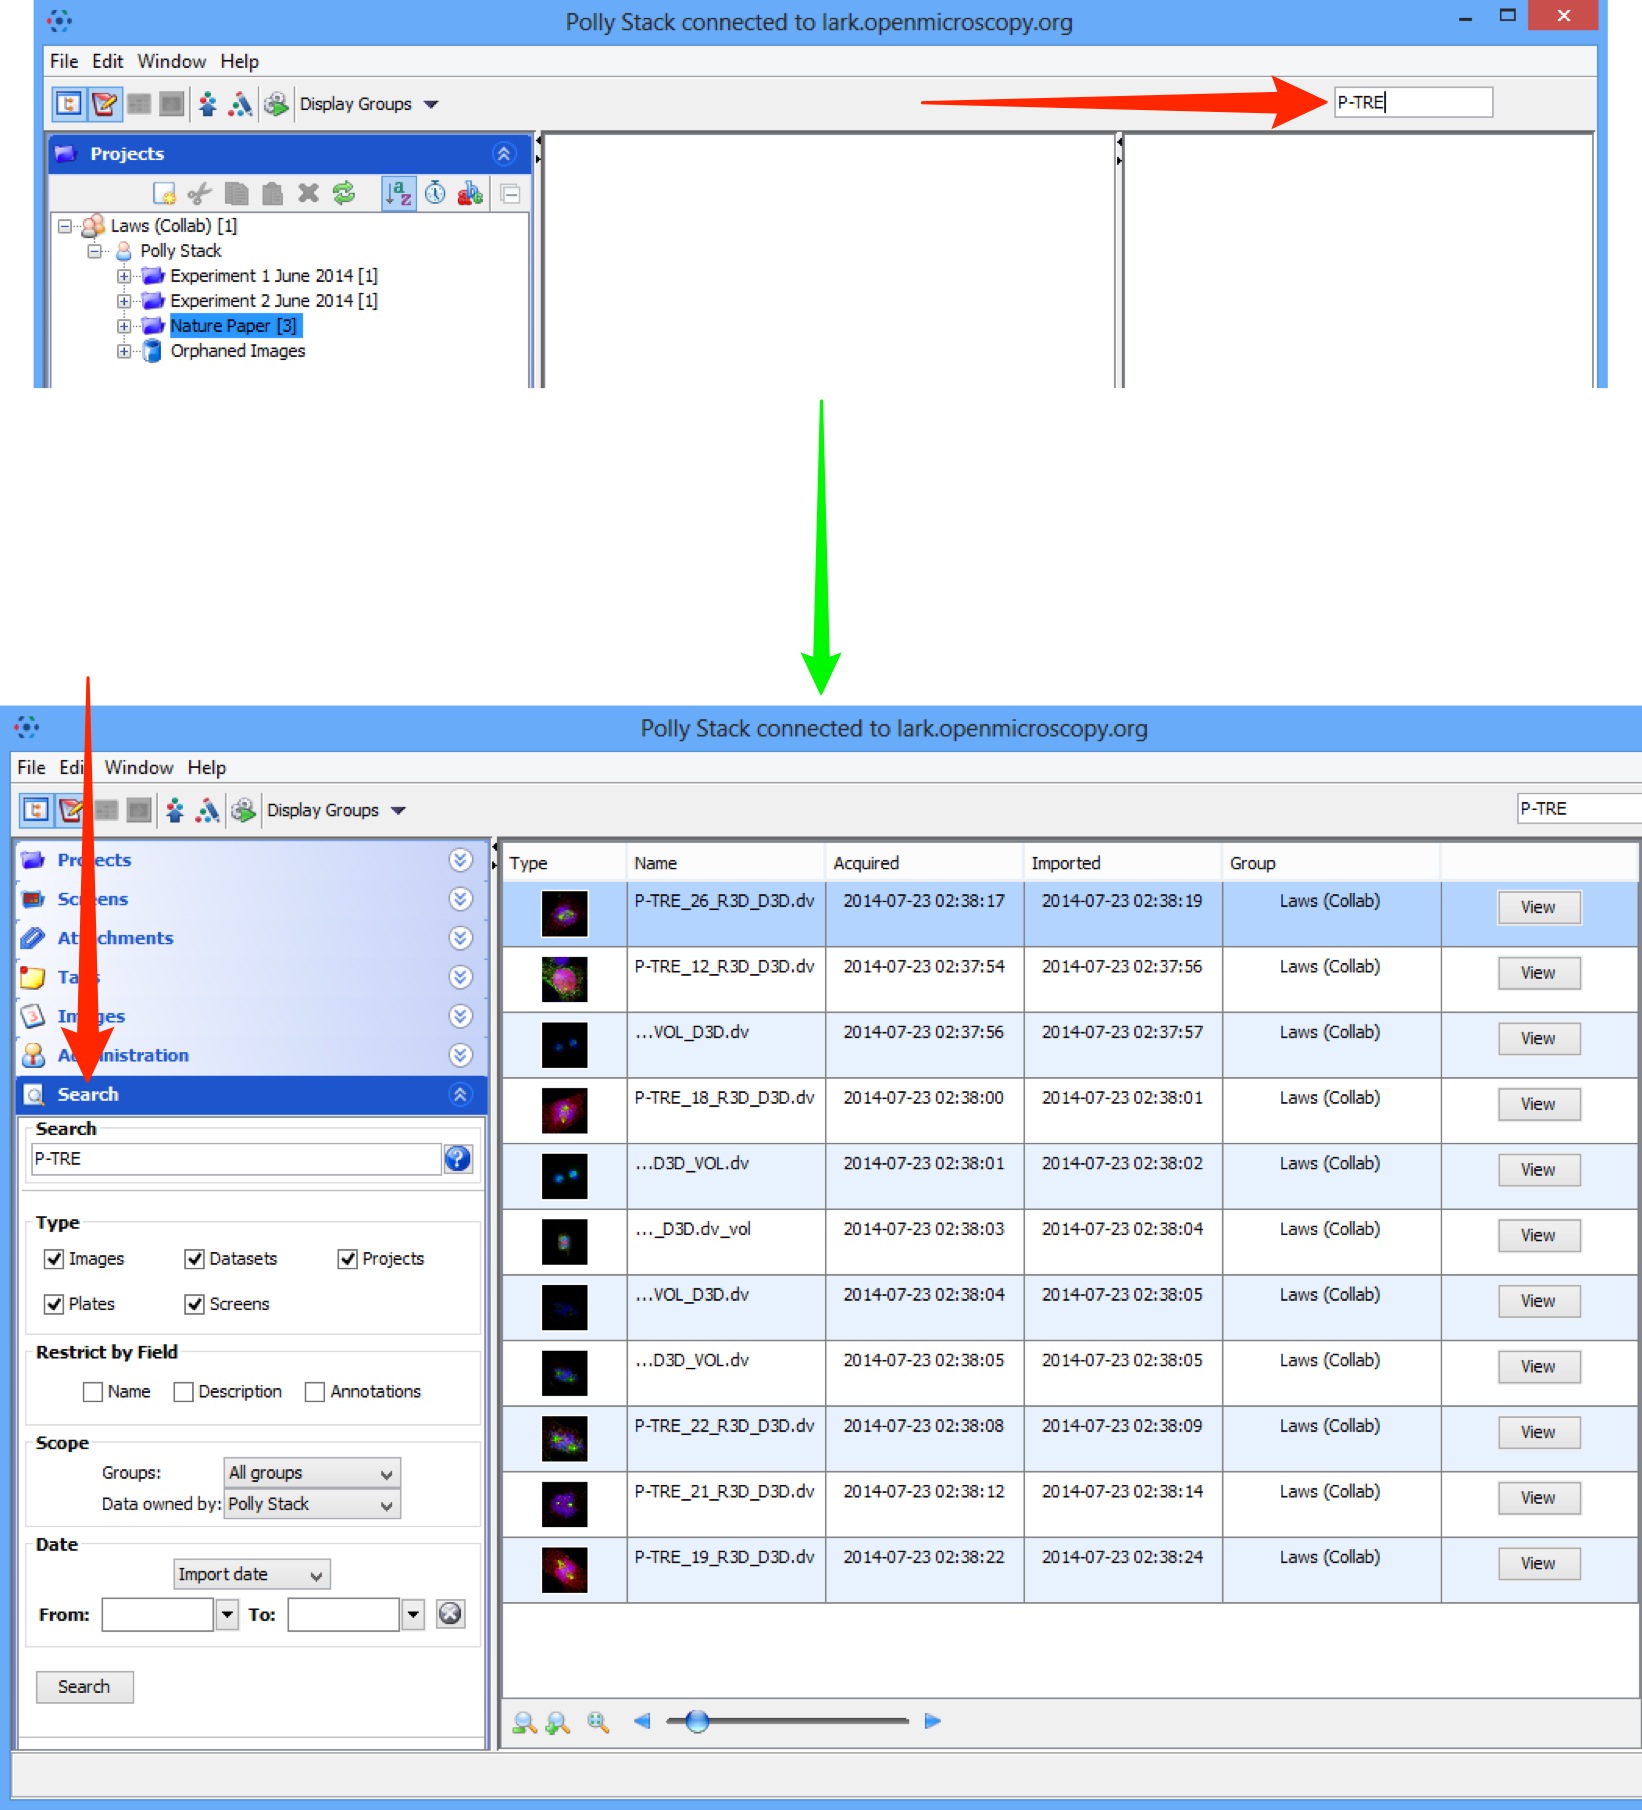 Polly Stack connected to lark.openmicroscopy.org
File Edit Window Help
Display Groups
P-TRE
Projects
Laws (Collab) [1]
Polly Stack
Experiment 1 June 2014 [1]
Experiment 2 June 2014 [1]
Nature Paper [3]
Orphaned Images
Polly Stack connected to lark.openmicroscopy.org
File Edi Window Help
Display Groups
P-TRE
Projects
Screens
Attachments
Tags
Images
Administration
Search
Search
P-TRE
Type
Images Datasets Projects
Plates Screens
Restrict by Field
Name Description Annotations
Scope
Groups: All groups
Data owned by: Polly Stack
Date
Import date
From: To:
Search
Type Name Acquired Imported Group
P-TRE_26_R3D_D3D.dv 2014-07-23 02:38:17 2014-07-23 02:38:19 Laws (Collab) View
P-TRE_12_R3D_D3D.dv 2014-07-23 02:37:54 2014-07-23 02:37:56 Laws (Collab) View
...VOL_D3D.dv 2014-07-23 02:37:56 2014-07-23 02:37:57 Laws (Collab) View
P-TRE_18_R3D_D3D.dv 2014-07-23 02:38:00 2014-07-23 02:38:01 Laws (Collab) View
...D3D_VOL.dv 2014-07-23 02:38:01 2014-07-23 02:38:02 Laws (Collab) View
..._D3D.dv_vol 2014-07-23 02:38:03 2014-07-23 02:38:04 Laws (Collab) View
...VOL_D3D.dv 2014-07-23 02:38:04 2014-07-23 02:38:05 Laws (Collab) View
...D3D_VOL.dv 2014-07-23 02:38:05 2014-07-23 02:38:05 Laws (Collab) View
P-TRE_22_R3D_D3D.dv 2014-07-23 02:38:08 2014-07-23 02:38:09 Laws (Collab) View
P-TRE_21_R3D_D3D.dv 2014-07-23 02:38:12 2014-07-23 02:38:14 Laws (Collab) View
P-TRE_19_R3D_D3D.dv 2014-07-23 02:38:22 2014-07-23 02:38:24 Laws (Collab) View